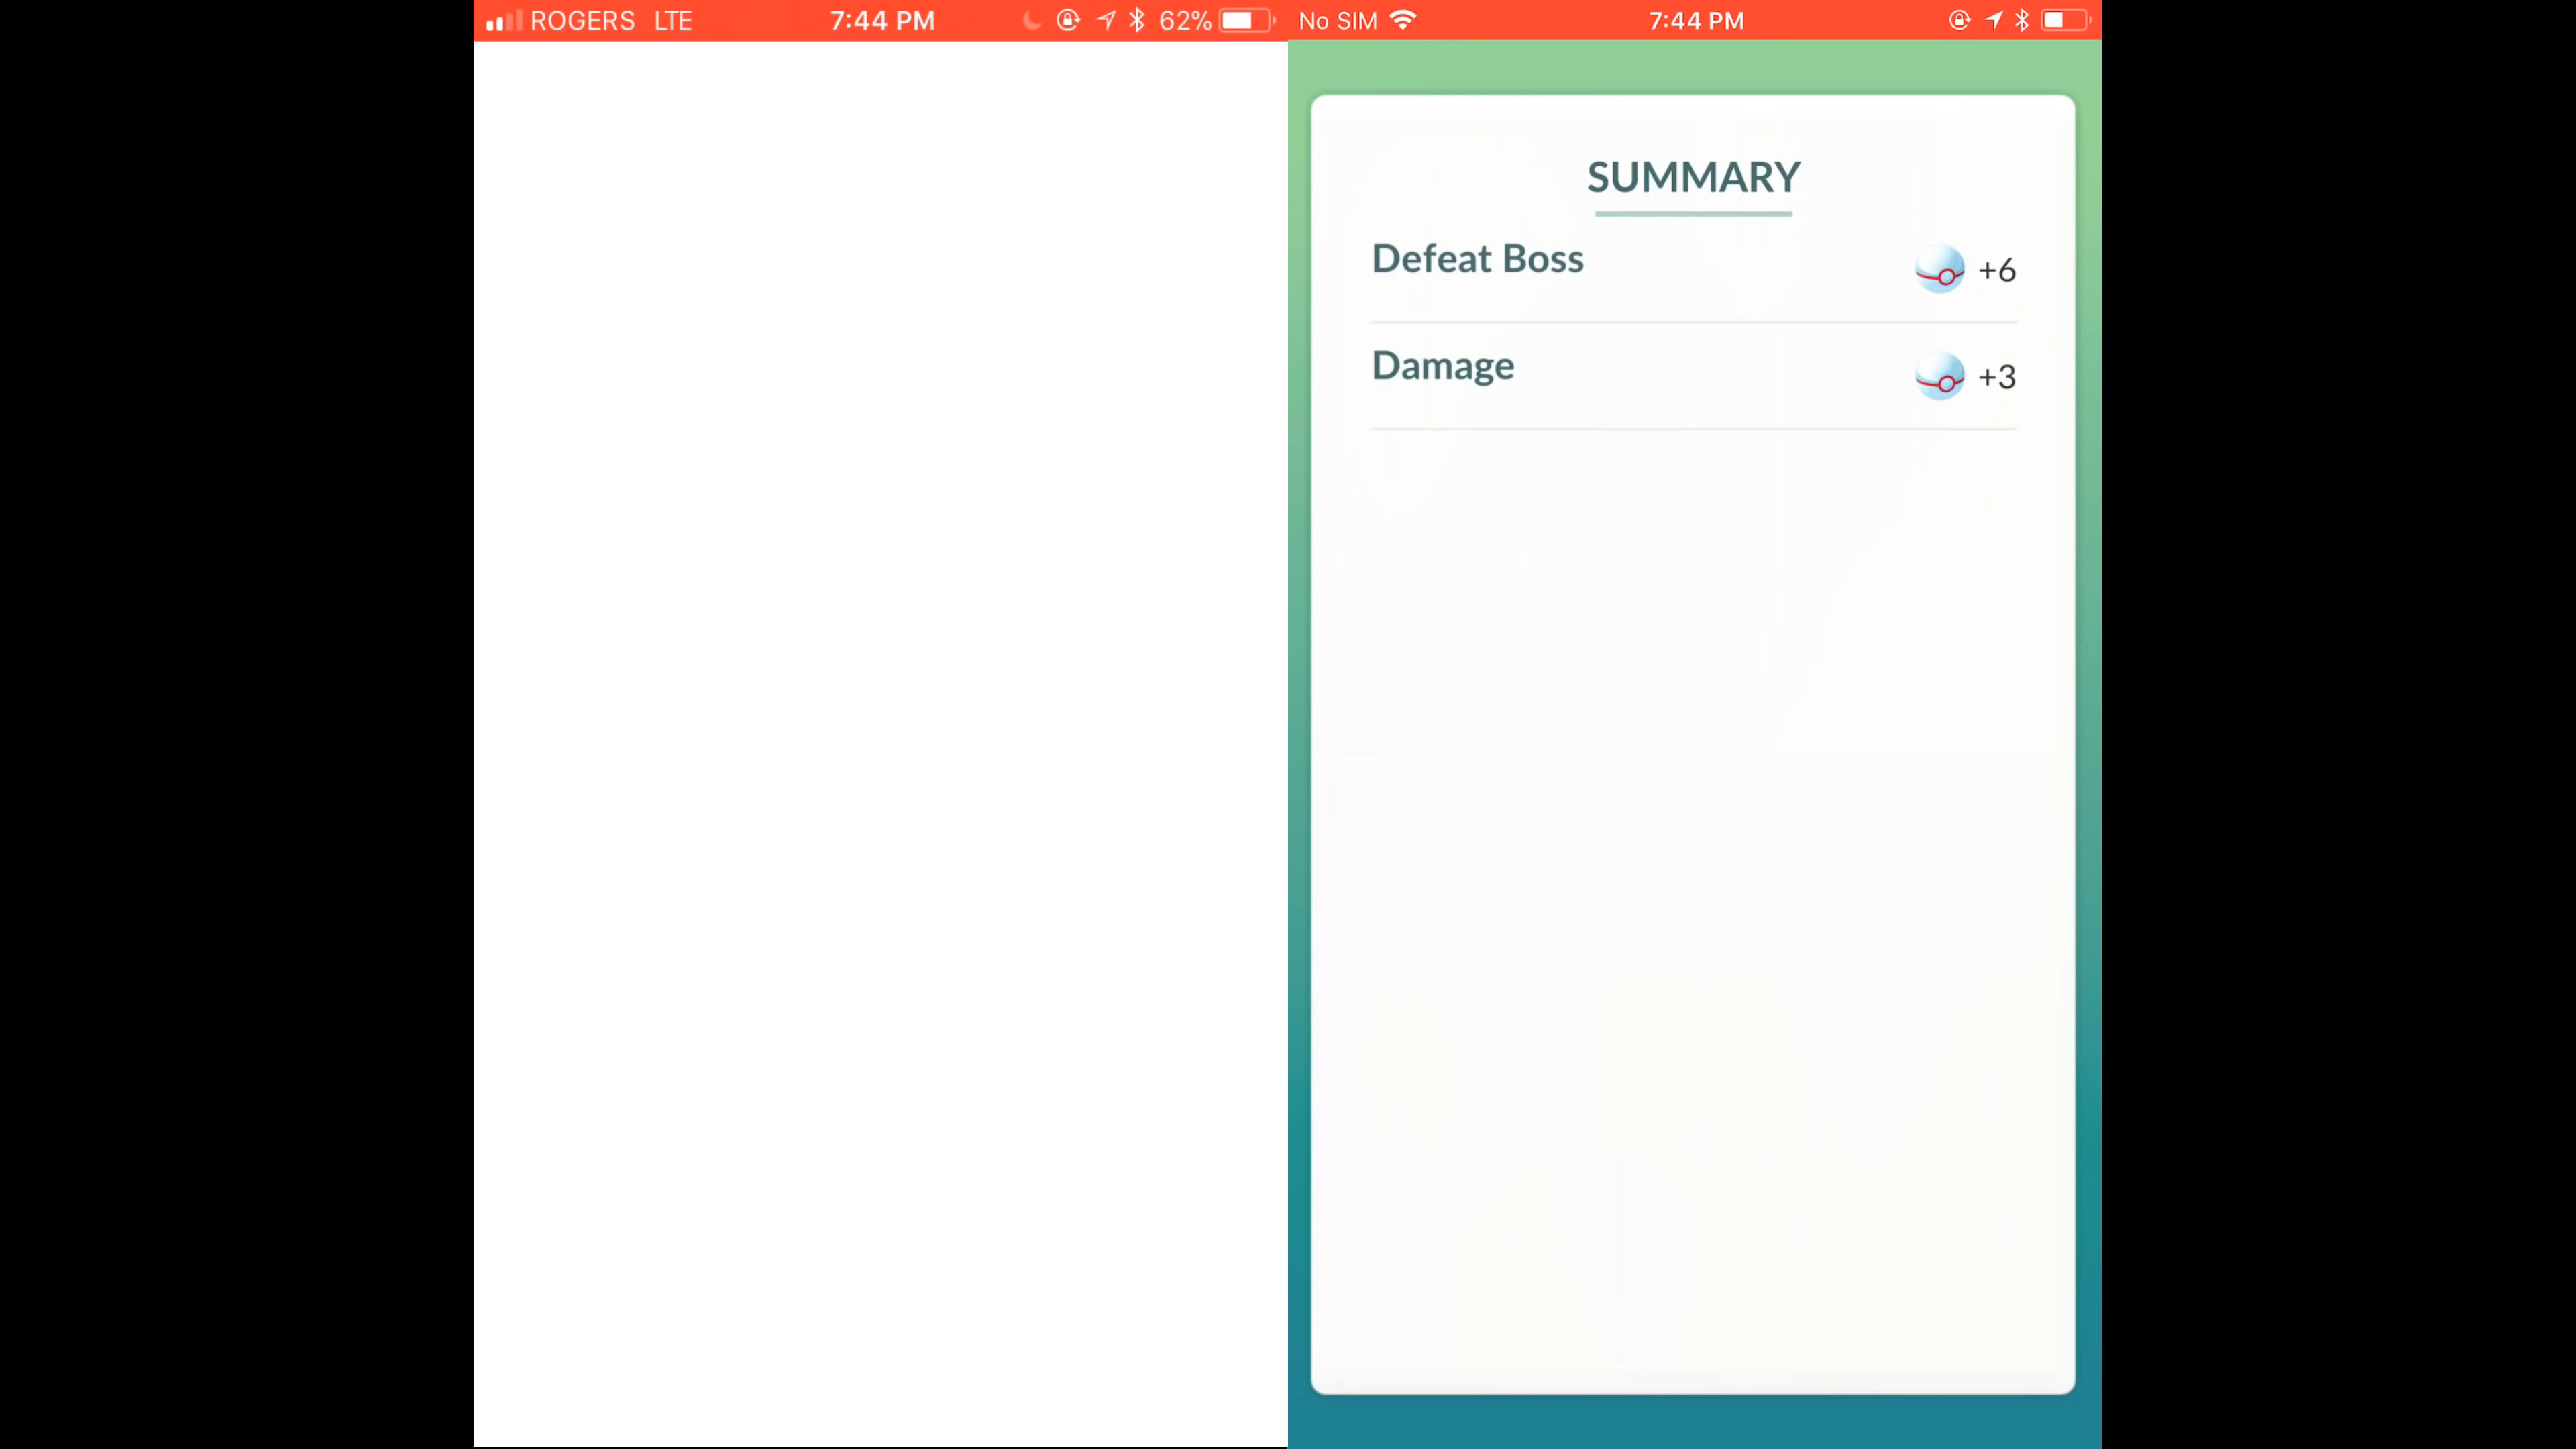 ROGERS LTE 7:44 PM 62%
No SIM 7:44 PM
SUMMARY
Defeat Boss +6
Damage +3